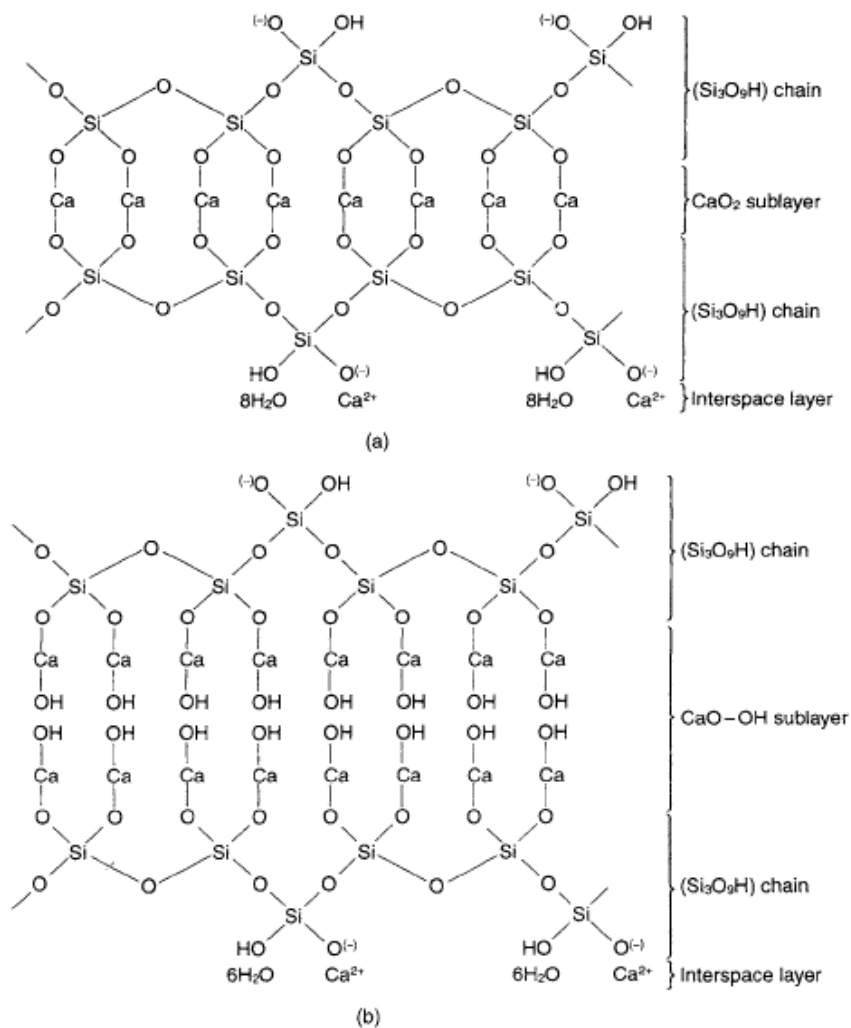 (-)O OH (-)O OH
Si Si
O O O O O O
(Si₃O₉H) chain
Si Si Si Si
O O O O O O O O
Ca Ca Ca Ca Ca Ca Ca Ca
CaO₂ sublayer
O O O O O O O O
Si Si Si Si
O O O O O O
(Si₃O₉H) chain
Si Si
HO O(-) HO O(-)
8H₂O Ca²⁺ 8H₂O Ca²⁺ Interspace layer
(a)
(-)O OH (-)O OH
Si Si
O O O O O O
(Si₃O₉H) chain
Si Si Si Si
O O O O O O O O
Ca Ca Ca Ca Ca Ca Ca Ca
OH OH OH OH OH OH OH OH
CaO–OH sublayer
OH OH OH OH OH OH OH OH
Ca Ca Ca Ca Ca Ca Ca Ca
O O O O O O O O
Si Si Si Si
O O O O O O
(Si₃O₉H) chain
Si Si
HO O(-) HO O(-)
6H₂O Ca²⁺ 6H₂O Ca²⁺ Interspace layer
(b)